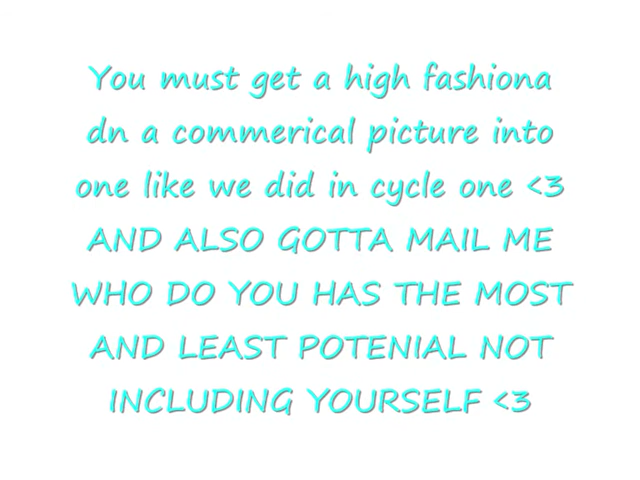 You must get a high fashiona
dn a commerical picture into
one like we did in cycle one <3
AND ALSO GOTTA MAIL ME
WHO DO YOU HAS THE MOST
AND LEAST POTENIAL NOT
INCLUDING YOURSELF <3